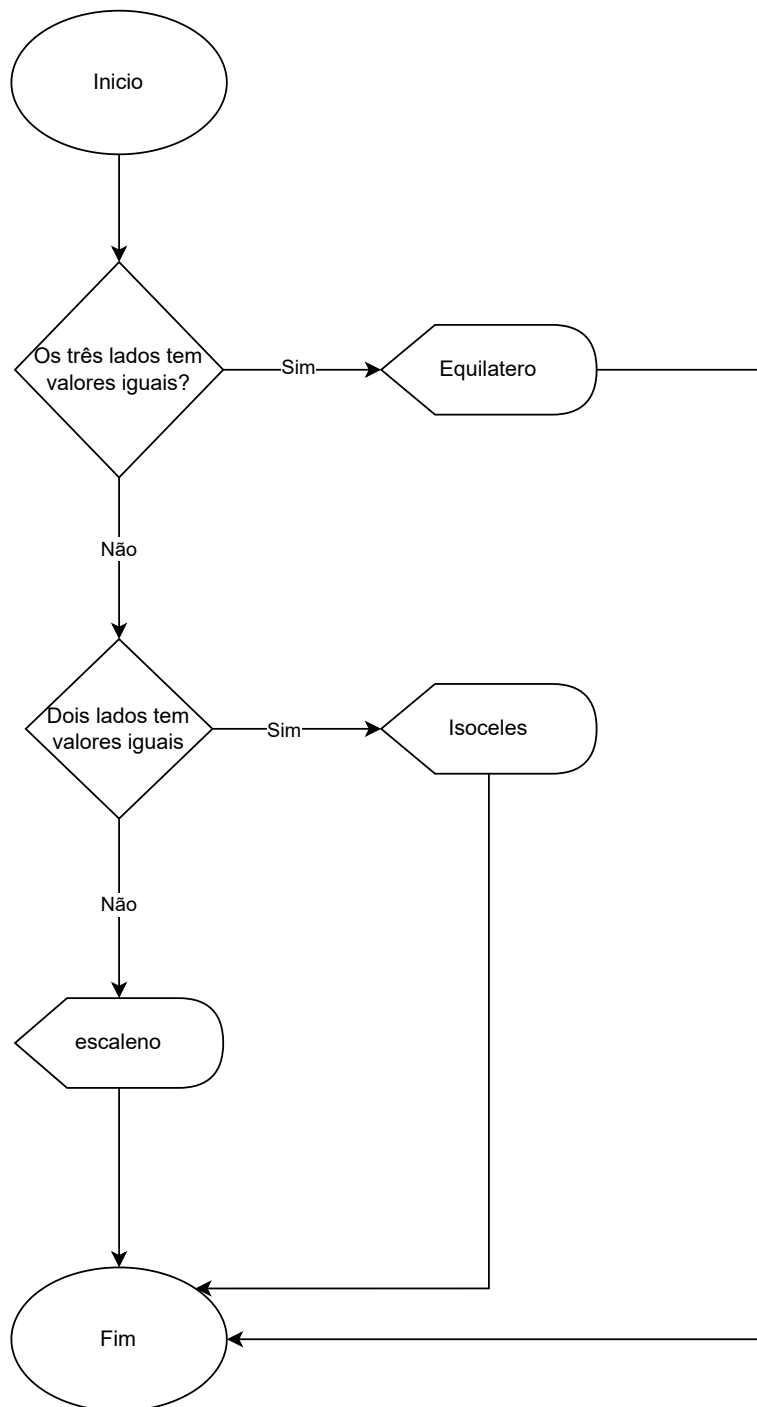 Inicio
Os três lados tem
valores iguais?
Sim
Equilatero
Não
Dois lados tem
valores iguais
Sim
Isoceles
Não
escaleno
Fim